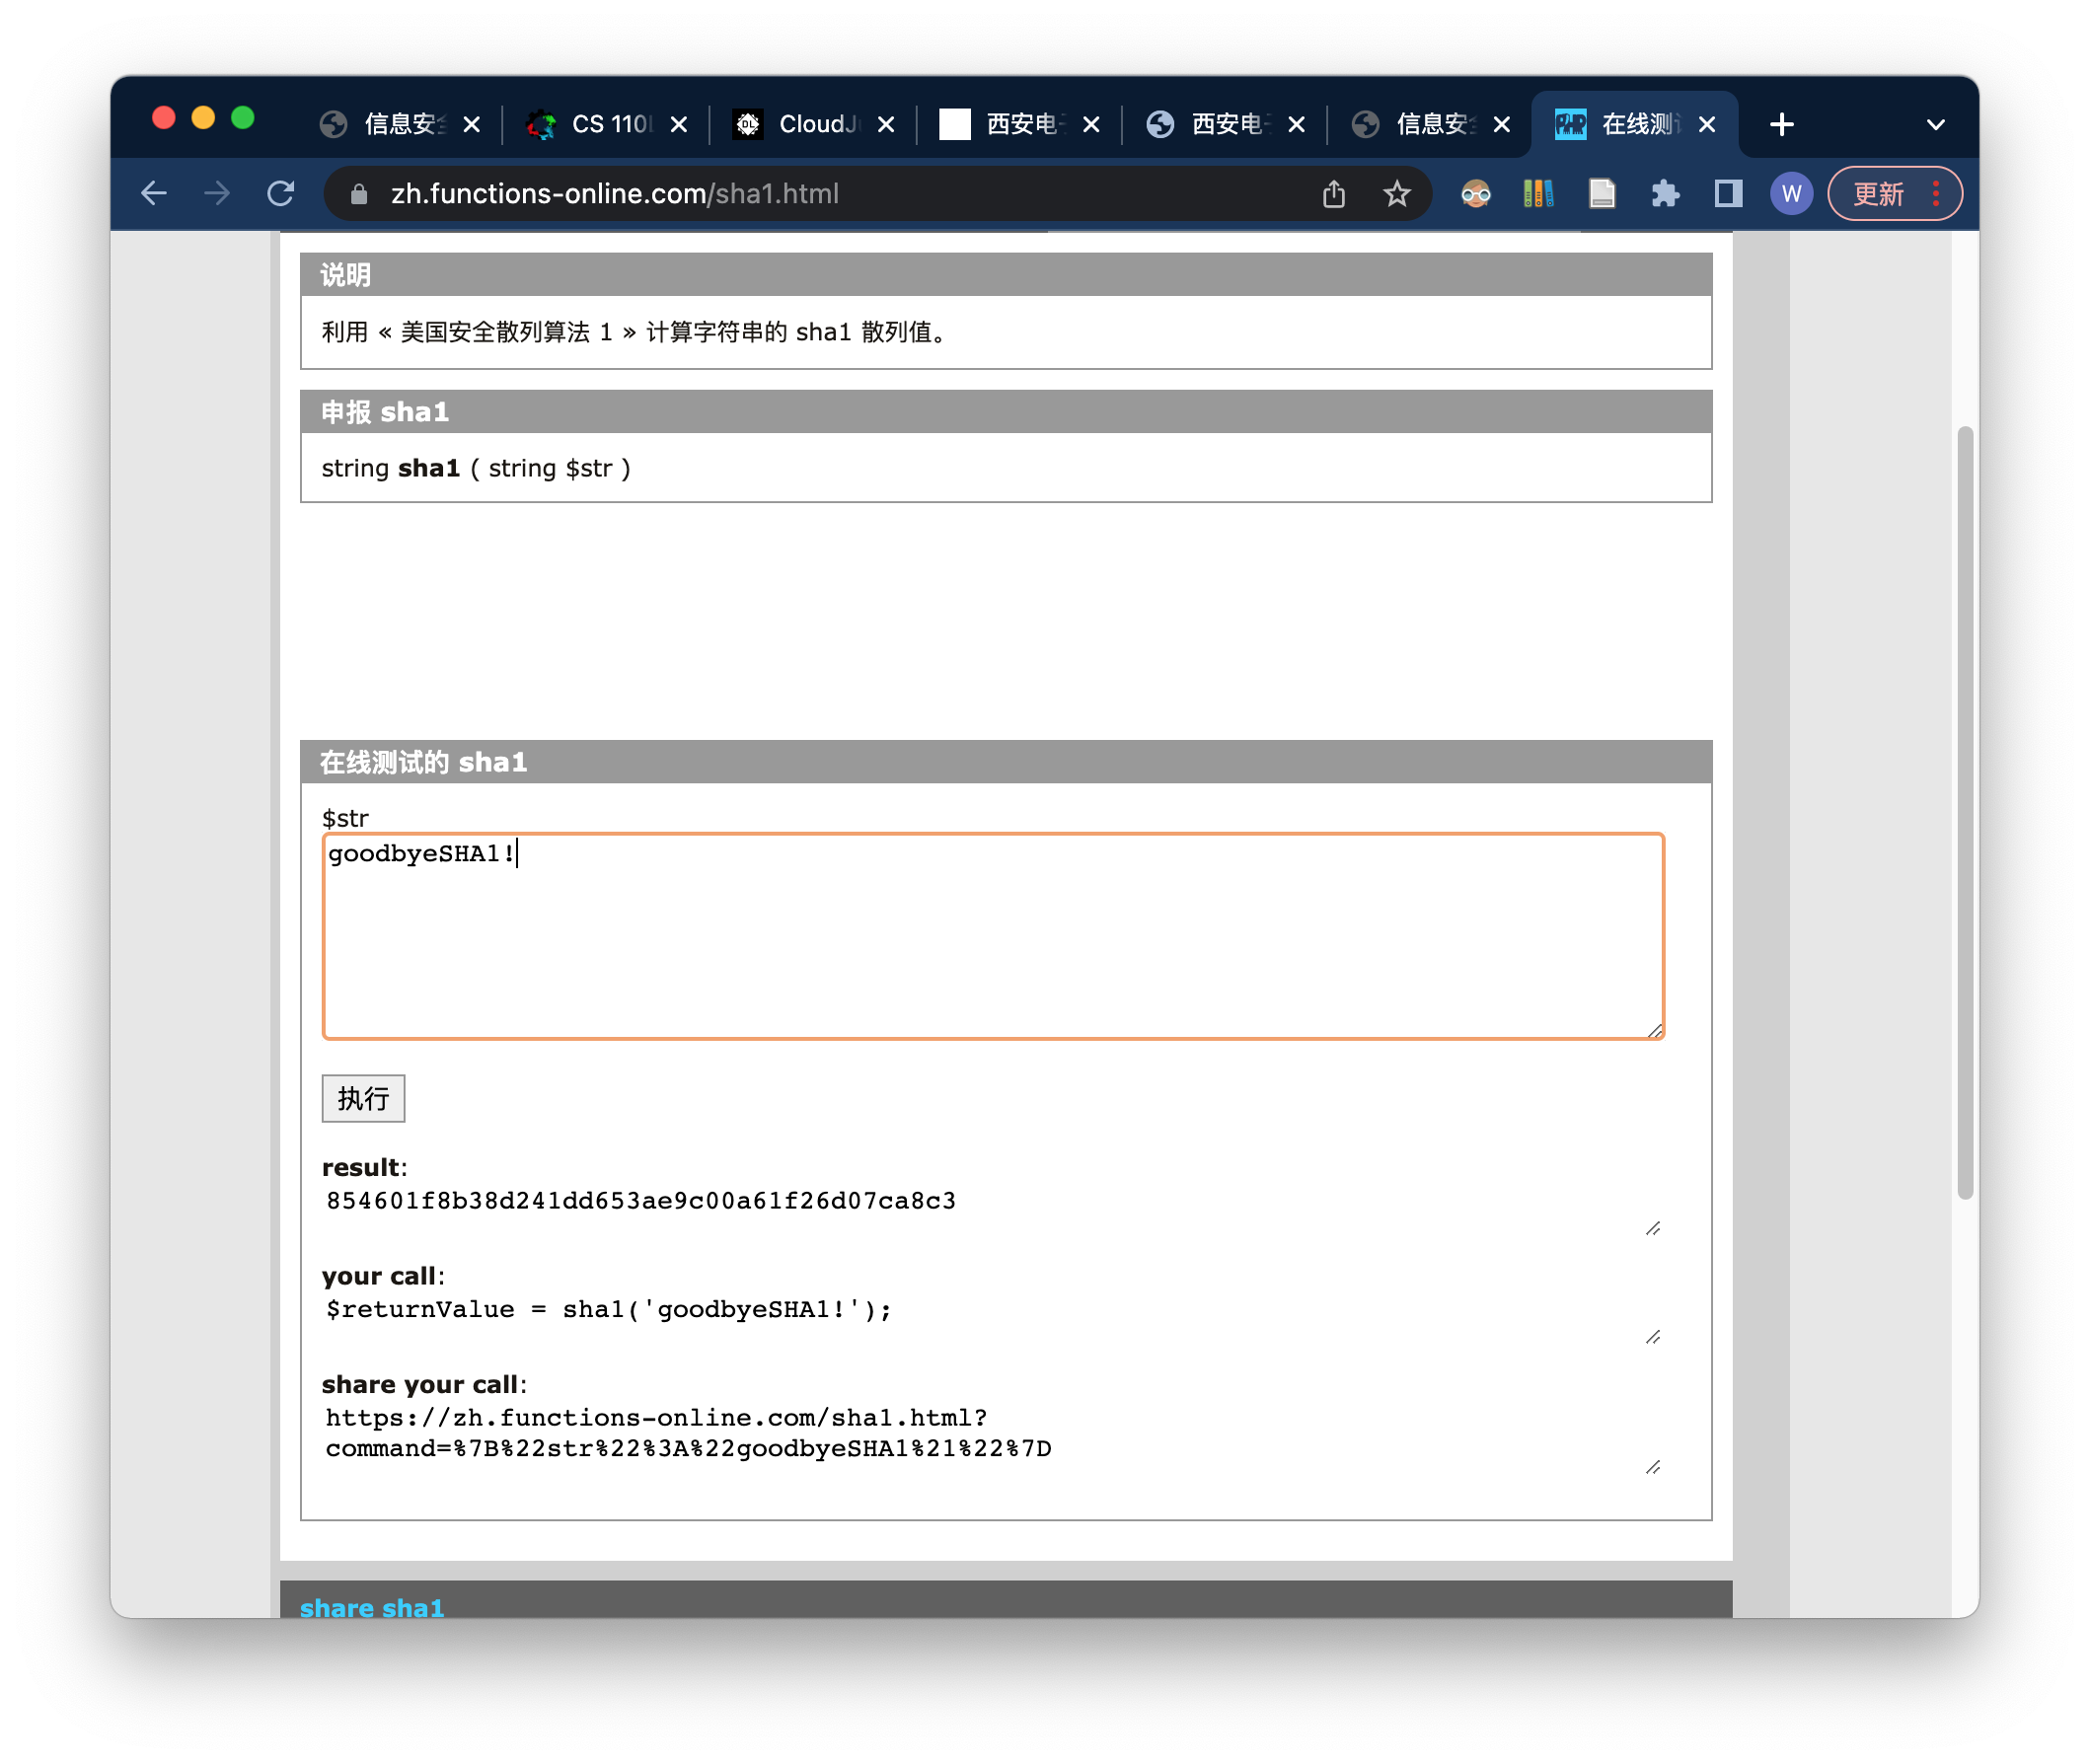 信息安
CS 110
CloudJ
西安电
西安电
信息安
在线测
zh.functions-online.com/sha1.html
W
更新
说明
利用 « 美国安全散列算法 1 » 计算字符串的 sha1 散列值。
申报 sha1
string sha1 ( string $str )
在线测试的 sha1
$str
goodbyeSHA1!
执行
result:
854601f8b38d241dd653ae9c00a61f26d07ca8c3
your call:
$returnValue = sha1('goodbyeSHA1!');
share your call:
https://zh.functions-online.com/sha1.html?
command=%7B%22str%22%3A%22goodbyeSHA1%21%22%7D
share sha1